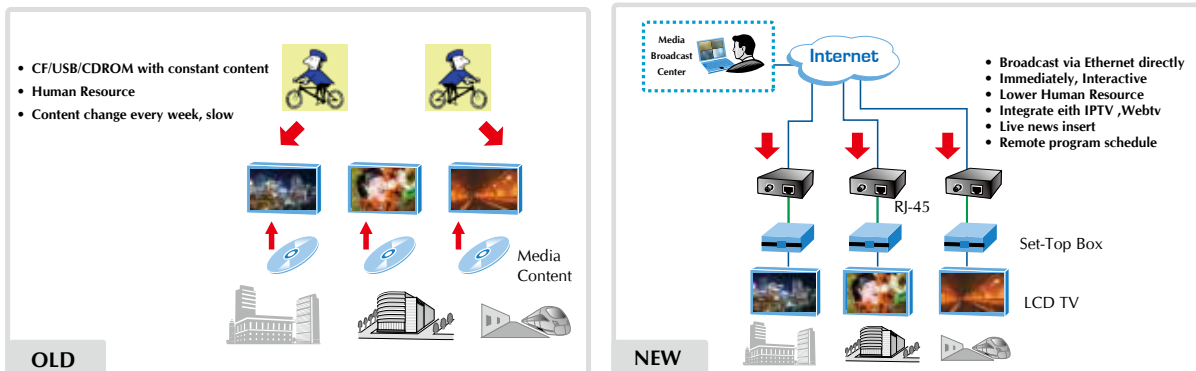 • CF/USB/CDROM with constant content
• Human Resource
• Content change every week, slow
Media
Content
OLD
Media
Broadcast
Center
Internet
• Broadcast via Ethernet directly
• Immediately, Interactive
• Lower Human Resource
• Integrate eith IPTV ,Webtv
• Live news insert
• Remote program schedule
RJ-45
Set-Top Box
LCD TV
NEW